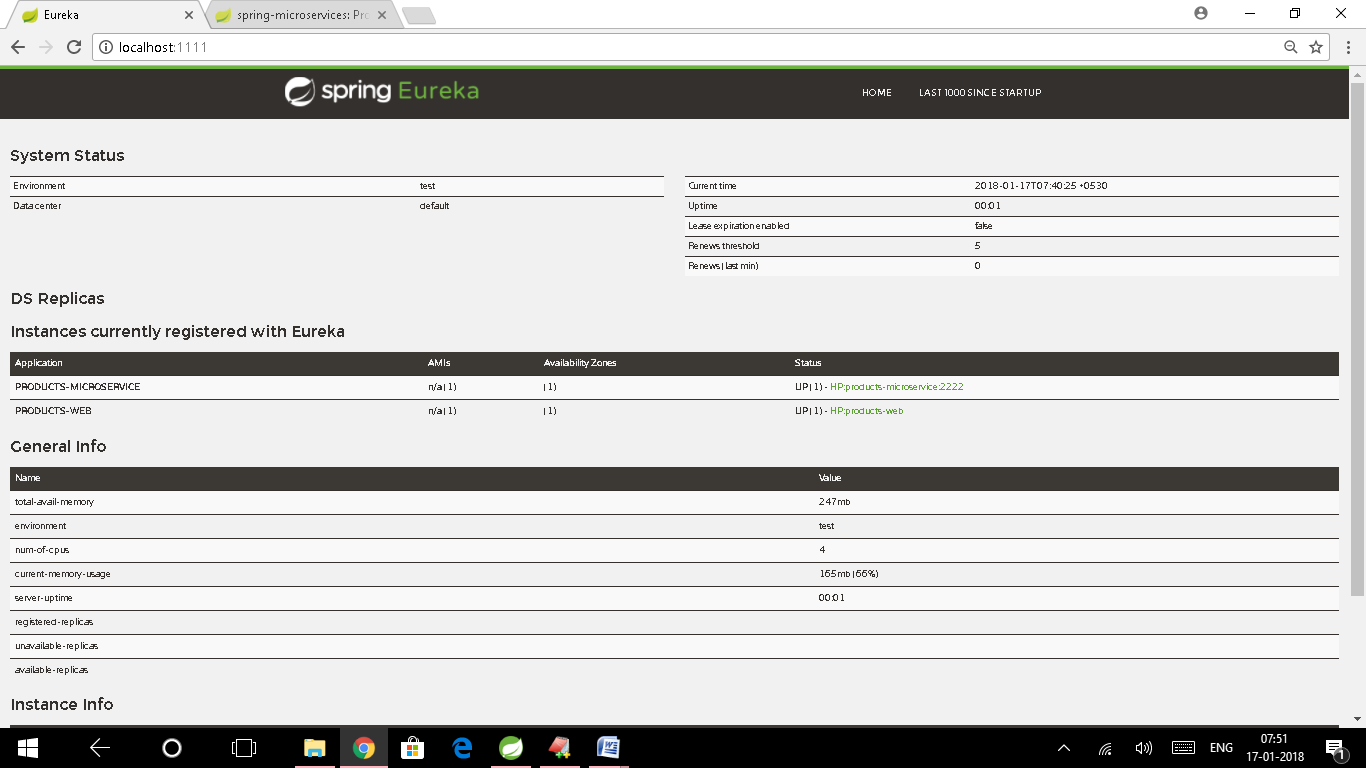 Eureka
spring-microservices: Pro
localhost:1111
spring Eureka
HOME LAST 1000 SINCE STARTUP
System Status
Environment test
Data center default
Current time 2018-01-17T07:40:25 +0530
Uptime 00:01
Lease expiration enabled false
Renews threshold 5
Renews (last min) 0
DS Replicas
Instances currently registered with Eureka
Application AMIs Availability Zones Status
PRODUCTS-MICROSERVICE n/a (1) (1) UP (1) - HP:products-microservice:2222
PRODUCTS-WEB n/a (1) (1) UP (1) - HP:products-web
General Info
Name Value
total-avail-memory 247mb
environment test
num-of-cpus 4
current-memory-usage 165mb (66%)
server-uptime 00:01
registered-replicas
unavailable-replicas
available-replicas
Instance Info
ENG
07:51
17-01-2018
1